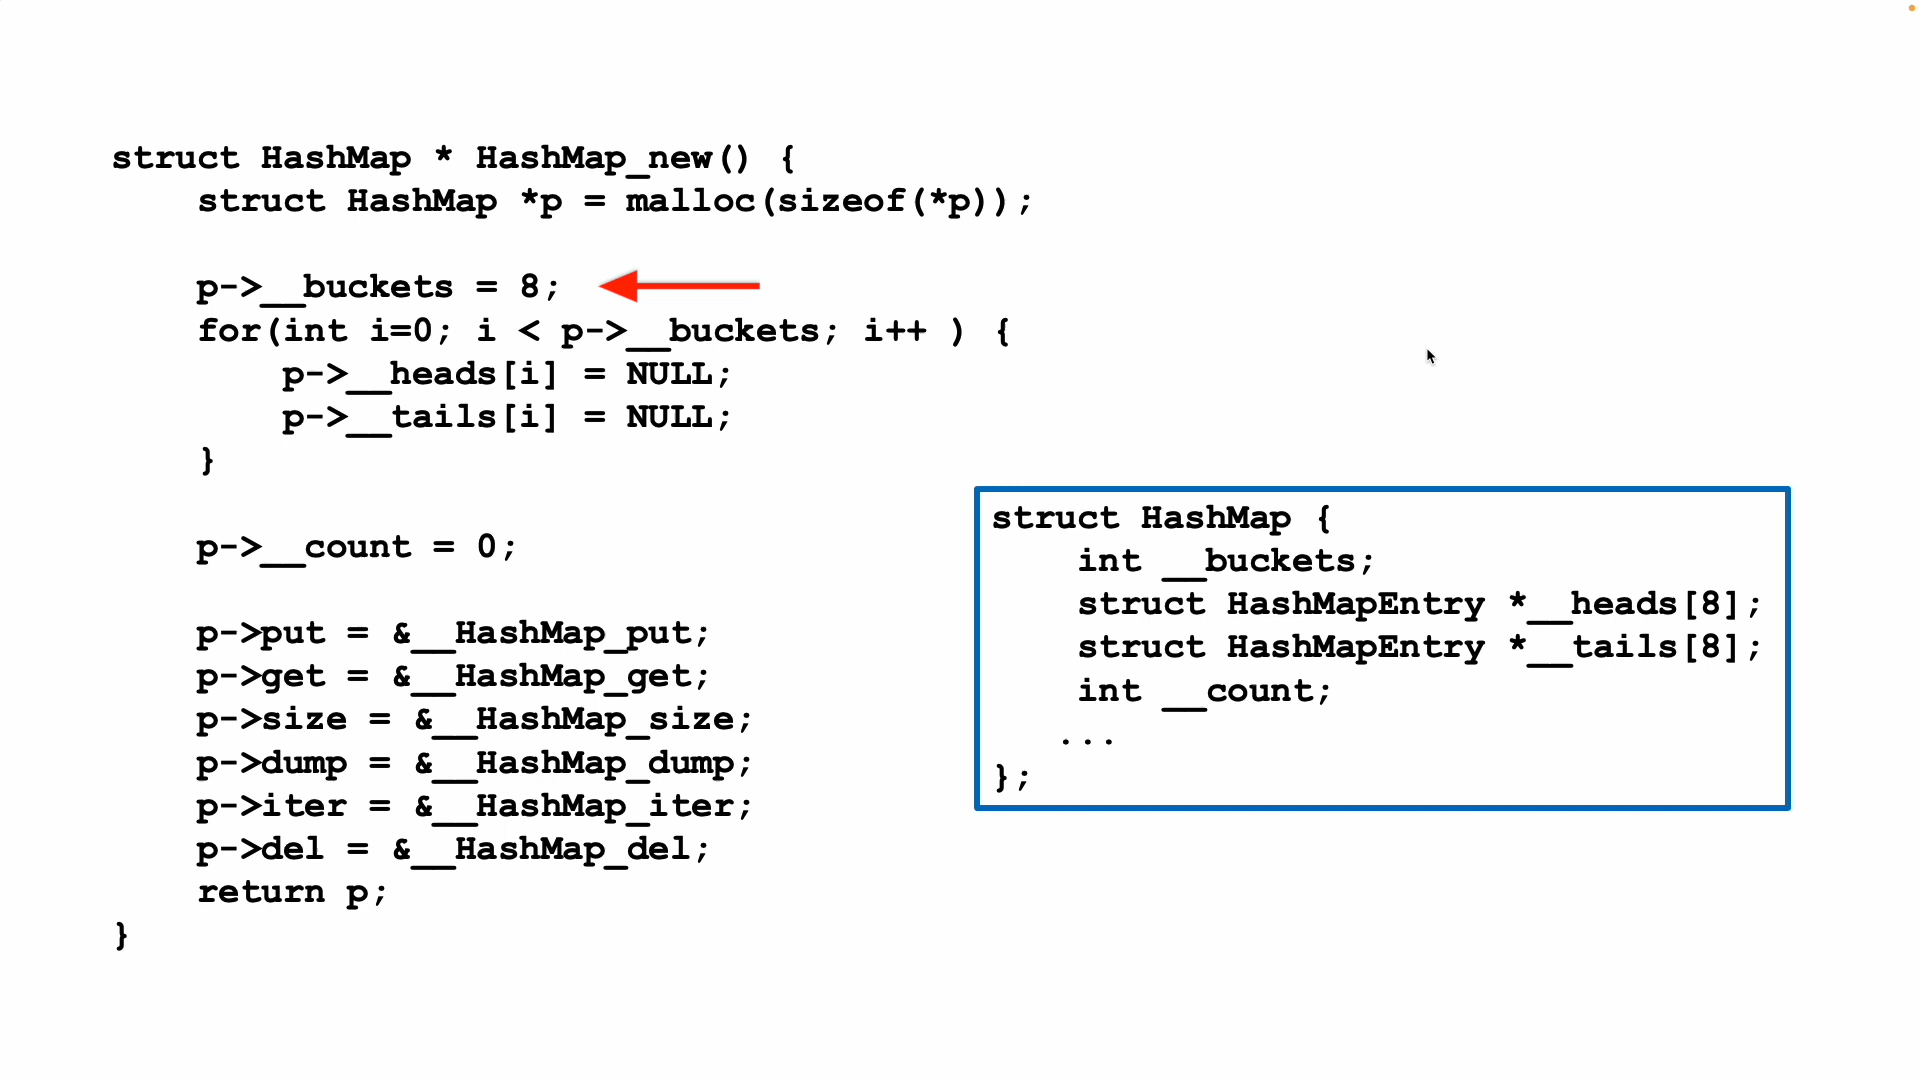 struct HashMap * HashMap_new() {
    struct HashMap *p = malloc(sizeof(*p));

    p->__buckets = 8;
    for(int i=0; i < p->__buckets; i++ ) {
        p->__heads[i] = NULL;
        p->__tails[i] = NULL;
    }

    p->__count = 0;

    p->put = &__HashMap_put;
    p->get = &__HashMap_get;
    p->size = &__HashMap_size;
    p->dump = &__HashMap_dump;
    p->iter = &__HashMap_iter;
    p->del = &__HashMap_del;
    return p;
}

struct HashMap {
    int __buckets;
    struct HashMapEntry *__heads[8];
    struct HashMapEntry *__tails[8];
    int __count;
   ...
};